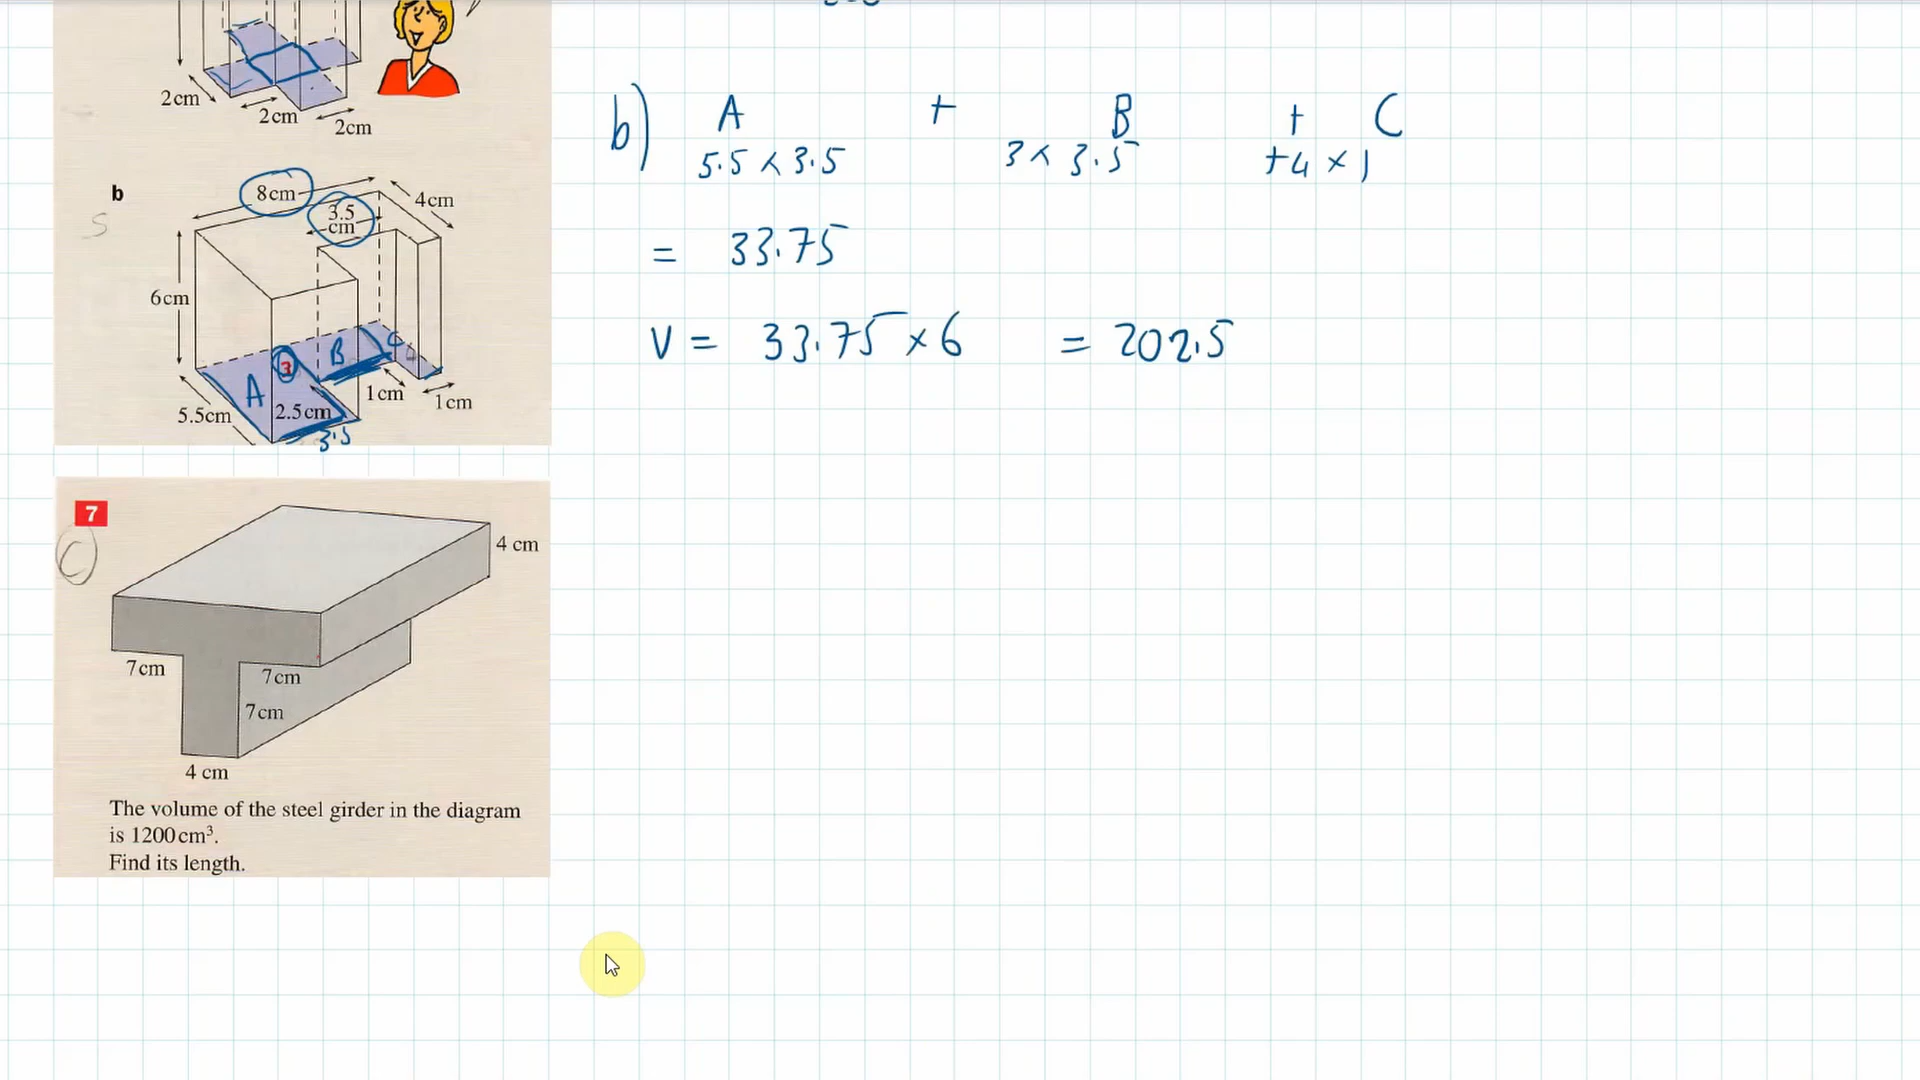 2cm
2cm
2cm
b
8cm
3.5
cm
4cm
6cm
3
A
B
C
5.5cm
2.5cm
1cm
1cm
3.5
b) A + B + C
5.5 × 3.5 3 × 3.5 + 4 × 1
= 33.75
V = 33.75 × 6 = 202.5
7
C
4 cm
7cm
7cm
7cm
4 cm
The volume of the steel girder in the diagram
is 1200cm³.
Find its length.